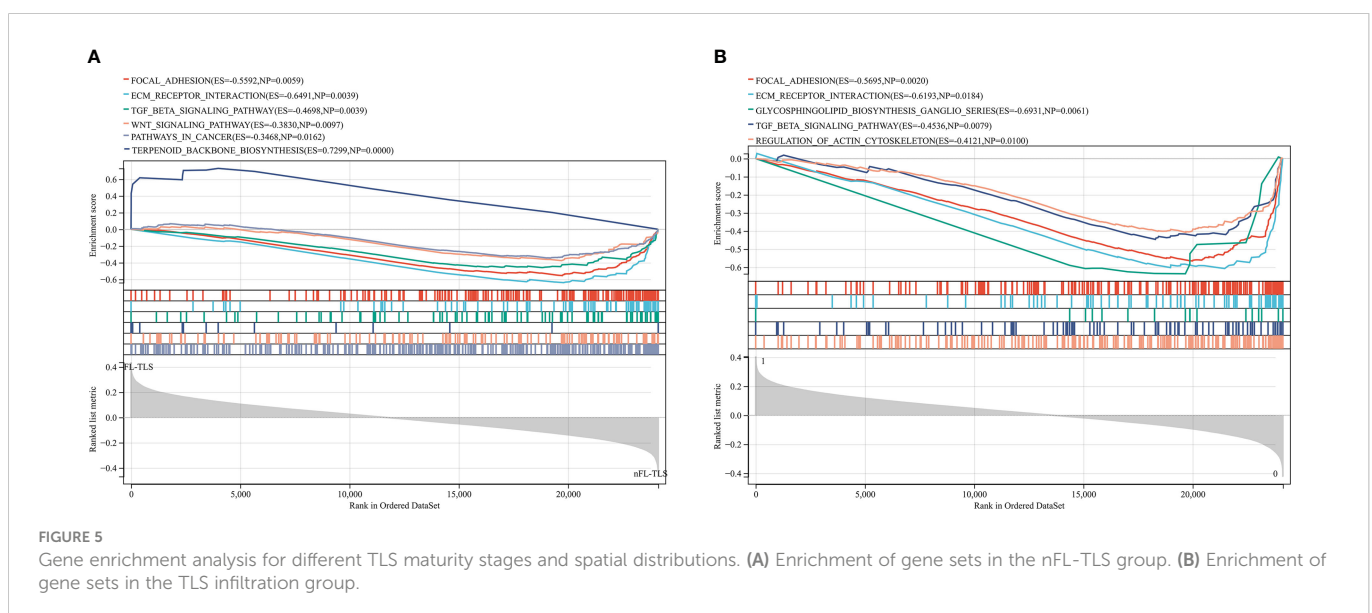 A
FOCAL_ADHESION(ES=-0.5592,NP=0.0059)
ECM_RECEPTOR_INTERACTION(ES=-0.6491,NP=0.0039)
TGF_BETA_SIGNALING_PATHWAY(ES=-0.4698,NP=0.0039)
WNT_SIGNALING_PATHWAY(ES=-0.3830,NP=0.0097)
PATHWAYS_IN_CANCER(ES=-0.3468,NP=0.0162)
TERPENOID_BACKBONE_BIOSYNTHESIS(ES=0.7299,NP=0.0000)
Enrichment score
0.6
0.4
0.2
0.0
−0.2
−0.4
−0.6
Ranked list metric
0.4
0.2
0.0
−0.2
−0.4
FL-TLS
nFL-TLS
0 5,000 10,000 15,000 20,000
Rank in Ordered DataSet
B
FOCAL_ADHESION(ES=-0.5695,NP=0.0020)
ECM_RECEPTOR_INTERACTION(ES=-0.6193,NP=0.0184)
GLYCOSPHINGOLIPID_BIOSYNTHESIS_GANGLIO_SERIES(ES=-0.6931,NP=0.0061)
TGF_BETA_SIGNALING_PATHWAY(ES=-0.4536,NP=0.0079)
REGULATION_OF_ACTIN_CYTOSKELETON(ES=-0.4121,NP=0.0100)
Enrichment score
0.0
−0.1
−0.2
−0.3
−0.4
−0.5
−0.6
Ranked list metric
0.4
0.2
0.0
−0.2
−0.4
1
0
0 5,000 10,000 15,000 20,000
Rank in Ordered DataSet
FIGURE 5
Gene enrichment analysis for different TLS maturity stages and spatial distributions. (A) Enrichment of gene sets in the nFL-TLS group. (B) Enrichment of
gene sets in the TLS infiltration group.